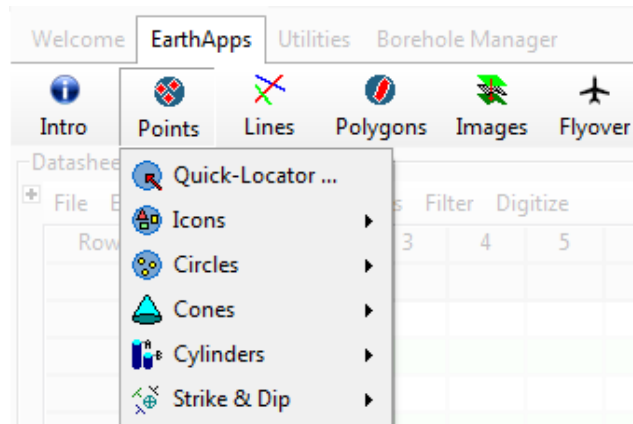 Welcome EarthApps Utilities Borehole Manager
Intro Points Lines Polygons Images Flyover
Datashee
File E s Filter Digitize
Row 3 4 5
Quick-Locator ...
Icons
Circles
Cones
Cylinders
Strike & Dip